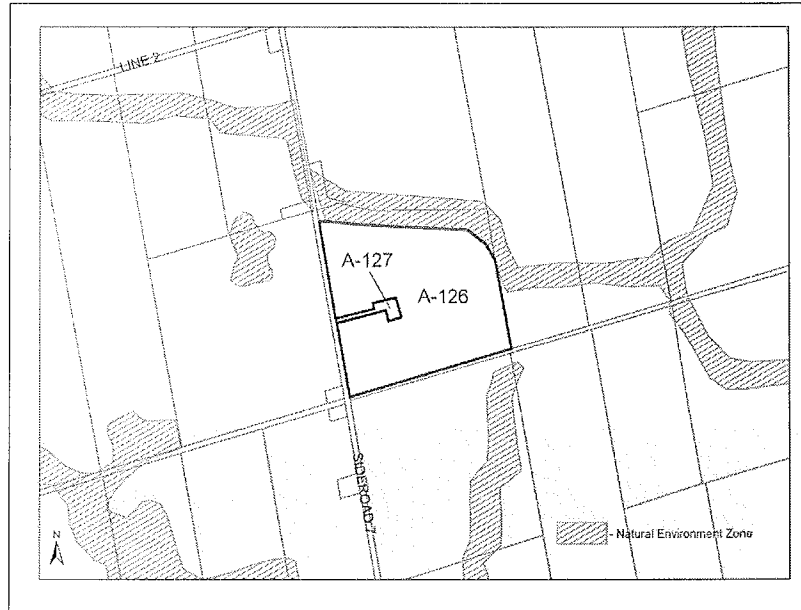 LINE 2
A-127
A-126
SIDEROAD 7
N
- Natural Environment Zone